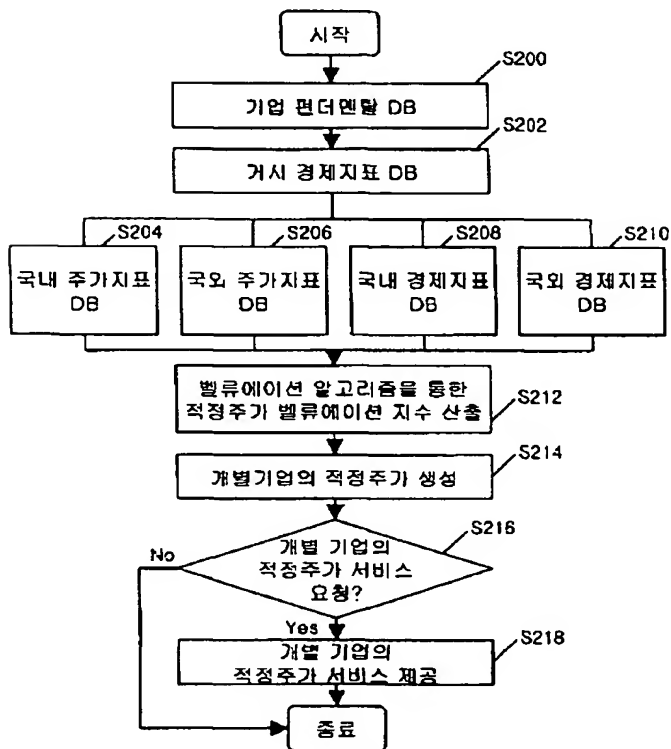 시작
S200
기업 펀더멘탈 DB
S202
거시 경제지표 DB
S204
국내 주가지표
DB
S206
국외 주가지표
DB
S208
국내 경제지표
DB
S210
국외 경제지표
DB
벨류에이션 알고리즘을 통한
적정주가 벨류에이션 지수 산출
S212
S214
개별기업의 적정주가 생성
S216
개별 기업의
적정주가 서비스
요청?
No
Yes
S218
개별 기업의
적정주가 서비스 제공
종료